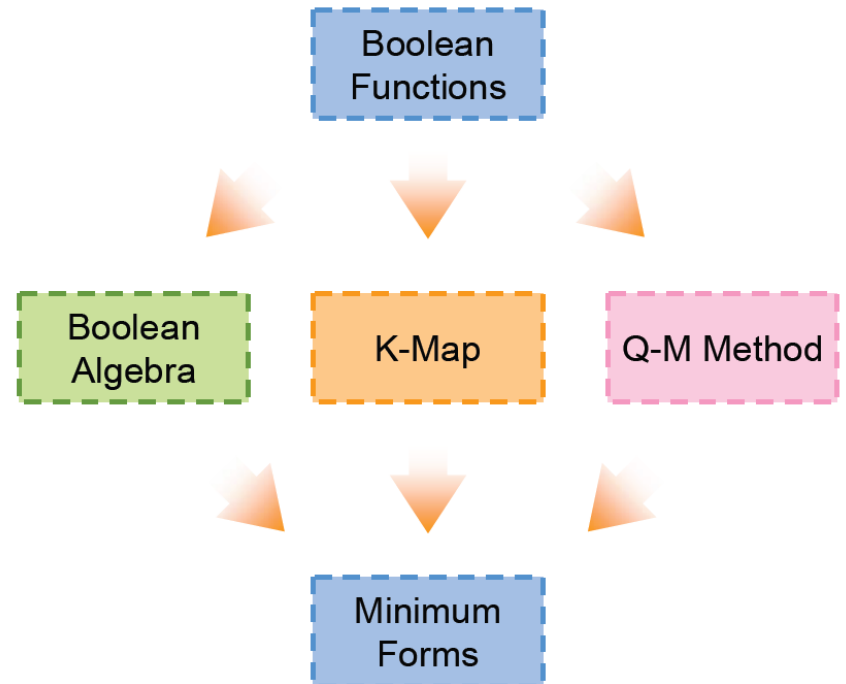 Boolean
Functions
Boolean
Algebra
K-Map
Q-M Method
Minimum
Forms